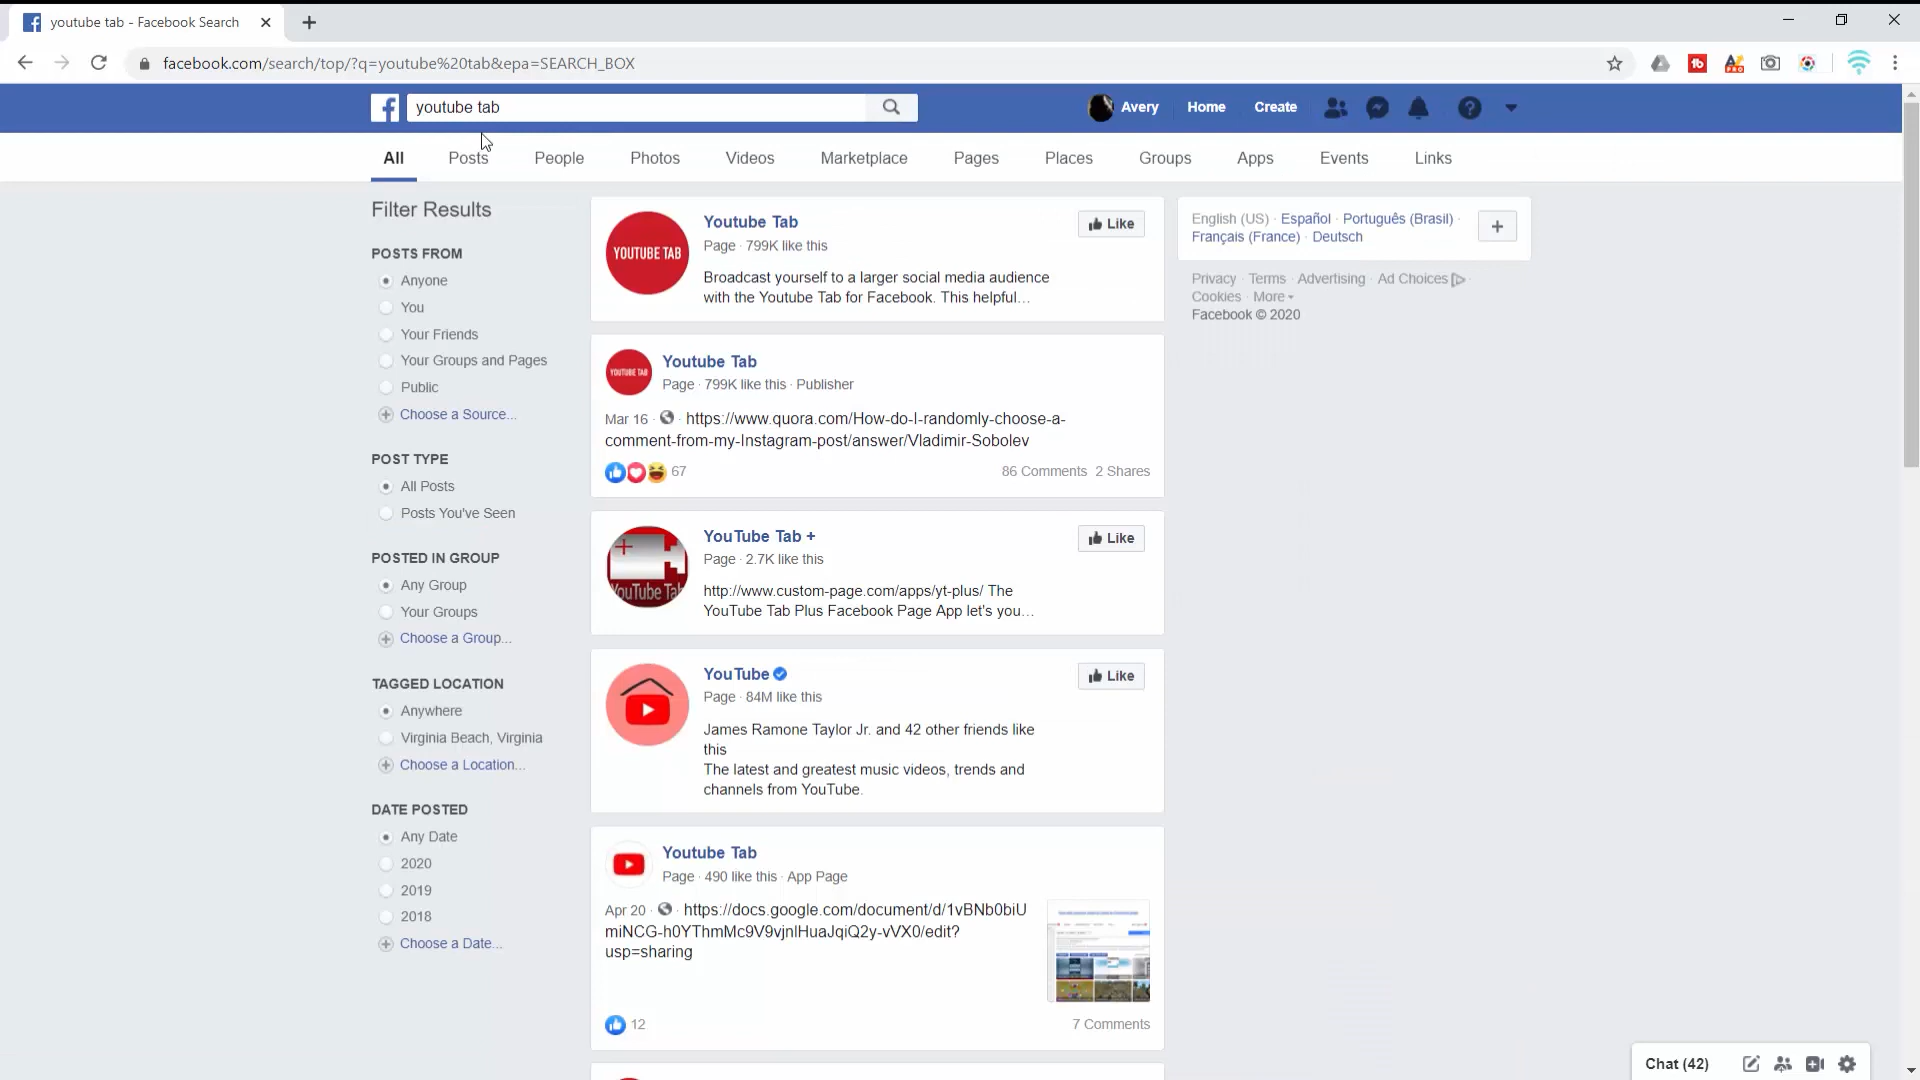 youtube tab - Facebook Search
facebook.com/search/top/?q=youtube%20tab&epa=SEARCH_BOX
youtube tab
Avery
Home
Create
All
Posts
People
Photos
Videos
Marketplace
Pages
Places
Groups
Apps
Events
Links
Filter Results
POSTS FROM
Anyone
You
Your Friends
Your Groups and Pages
Public
Choose a Source...
POST TYPE
All Posts
Posts You've Seen
POSTED IN GROUP
Any Group
Your Groups
Choose a Group...
TAGGED LOCATION
Anywhere
Virginia Beach, Virginia
Choose a Location...
DATE POSTED
Any Date
2020
2019
2018
Choose a Date...
YOUTUBE TAB
Youtube Tab
Page · 799K like this
Like
Broadcast yourself to a larger social media audience
with the Youtube Tab for Facebook. This helpful...
YOUTUBE TAB
Youtube Tab
Page · 799K like this · Publisher
Mar 16 · https://www.quora.com/How-do-I-randomly-choose-a-
comment-from-my-Instagram-post/answer/Vladimir-Sobolev
67
86 Comments 2 Shares
YouTube Tab
YouTube Tab +
Page · 2.7K like this
Like
http://www.custom-page.com/apps/yt-plus/ The
YouTube Tab Plus Facebook Page App let's you...
YouTube
Page · 84M like this
Like
James Ramone Taylor Jr. and 42 other friends like
this
The latest and greatest music videos, trends and
channels from YouTube.
Youtube Tab
Page · 490 like this · App Page
Apr 20 · https://docs.google.com/document/d/1vBNb0biU
miNCG-h0YThmMc9V9vjnlHuaJqiQ2y-vVX0/edit?
usp=sharing
12
7 Comments
English (US) · Español · Português (Brasil) ·
Français (France) · Deutsch
Privacy · Terms · Advertising · Ad Choices ·
Cookies · More
Facebook © 2020
Chat (42)